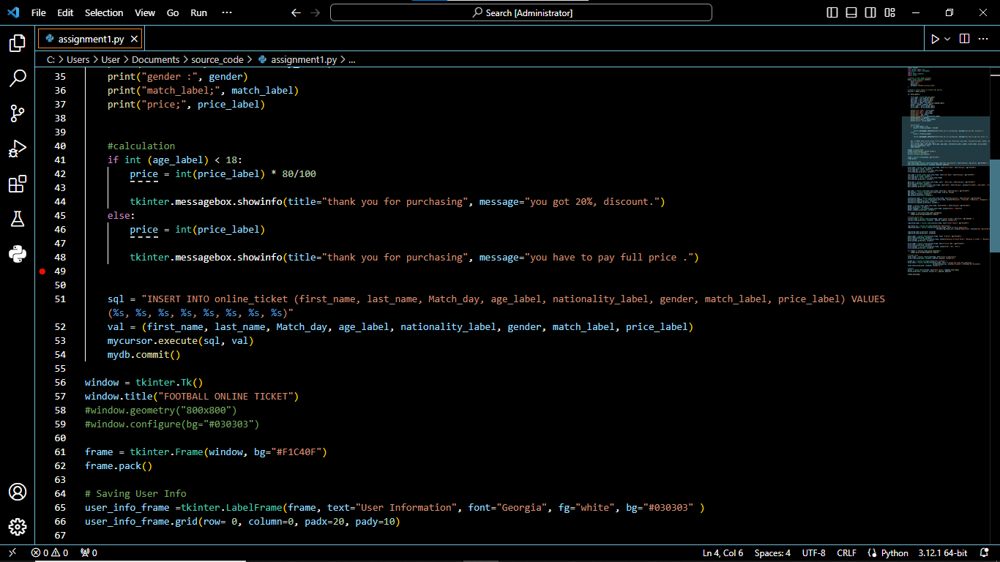 File Edit Selection View Go Run ··· Search [Administrator]
assignment1.py
C: > Users > User > Documents > source_code > assignment1.py > ...
35 print("gender :", gender)
36 print("match_label;", match_label)
37 print("price;", price_label)
38
39
40 #calculation
41 if int (age_label) < 18:
42 price = int(price_label) * 80/100
43
44 tkinter.messagebox.showinfo(title="thank you for purchasing", message="you got 20%, discount.")
45 else:
46 price = int(price_label)
47
48 tkinter.messagebox.showinfo(title="thank you for purchasing", message="you have to pay full price .")
49
50
51 sql = "INSERT INTO online_ticket (first_name, last_name, Match_day, age_label, nationality_label, gender, match_label, price_label) VALUES
(%s, %s, %s, %s, %s, %s, %s, %s)"
52 val = (first_name, last_name, Match_day, age_label, nationality_label, gender, match_label, price_label)
53 mycursor.execute(sql, val)
54 mydb.commit()
55
56 window = tkinter.Tk()
57 window.title("FOOTBALL ONLINE TICKET")
58 #window.geometry("800x800")
59 #window.configure(bg="#030303")
60
61 frame = tkinter.Frame(window, bg="#F1C40F")
62 frame.pack()
63
64 # Saving User Info
65 user_info_frame =tkinter.LabelFrame(frame, text="User Information", font="Georgia", fg="white", bg="#030303" )
66 user_info_frame.grid(row= 0, column=0, padx=20, pady=10)
67
0 0 0 Ln 4, Col 6 Spaces: 4 UTF-8 CRLF Python 3.12.1 64-bit